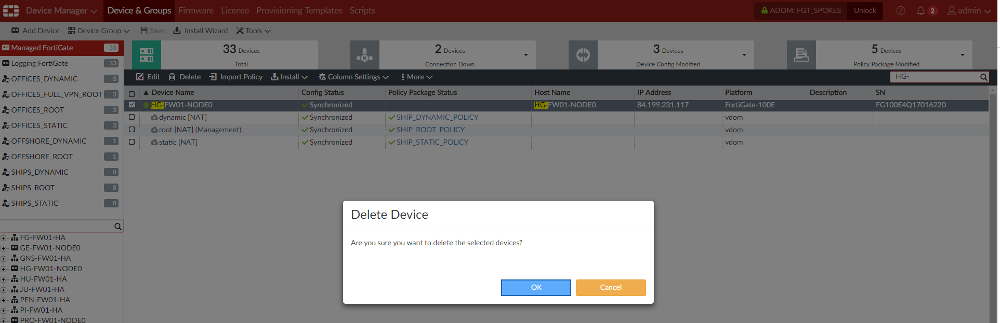 Device Manager Device & Groups Firmware License Provisioning Templates Scripts ADOM: FGT_SPOKES Unlock 2 admin
Add Device Device Group Save Install Wizard Tools
Managed FortiGate 33
Logging FortiGate 33
OFFICES_DYNAMIC 3
OFFICES_FULL_VPN_ROOT 3
OFFICES_ROOT 3
OFFICES_STATIC 3
OFFSHORE_DYNAMIC 1
OFFSHORE_ROOT 1
SHIPS_DYNAMIC 8
SHIPS_ROOT 8
SHIPS_STATIC 8
FG-FW01-HA
GE-FW01-NODE0
GNS-FW01-HA
HG-FW01-NODE0
HU-FW01-HA
JU-FW01-HA
PEN-FW01-HA
PI-FW01-HA
PRO-FW01-NODE0
33 Devices
Total
2 Devices
Connection Down
3 Devices
Device Config Modified
5 Devices
Policy Package Modified
Edit Delete Import Policy Install Column Settings More HG-
Device Name Config Status Policy Package Status Host Name IP Address Platform Description SN
HG-FW01-NODE0 Synchronized HG-FW01-NODE0 84.199.231.117 FortiGate-100E FG100E4Q17016220
dynamic [NAT] Synchronized SHIP_DYNAMIC_POLICY vdom
root [NAT] (Management) Synchronized SHIP_ROOT_POLICY vdom
static [NAT] Synchronized SHIP_STATIC_POLICY vdom
Delete Device
Are you sure you want to delete the selected devices?
OK Cancel